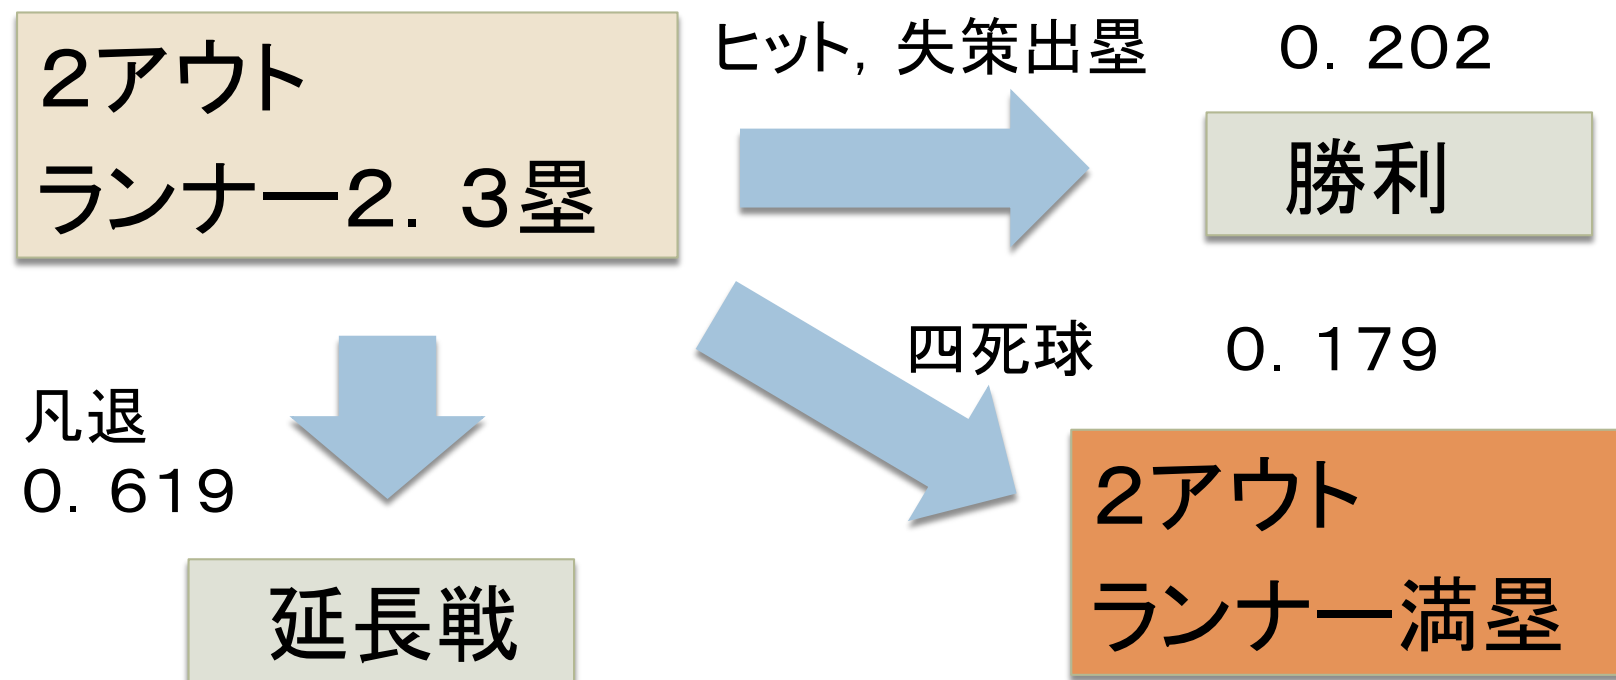 2アウト
ランナー2. 3塁
ヒット, 失策出塁 0. 202
勝利
四死球 0. 179
凡退
0. 619
2アウト
ランナー満塁
延長戦